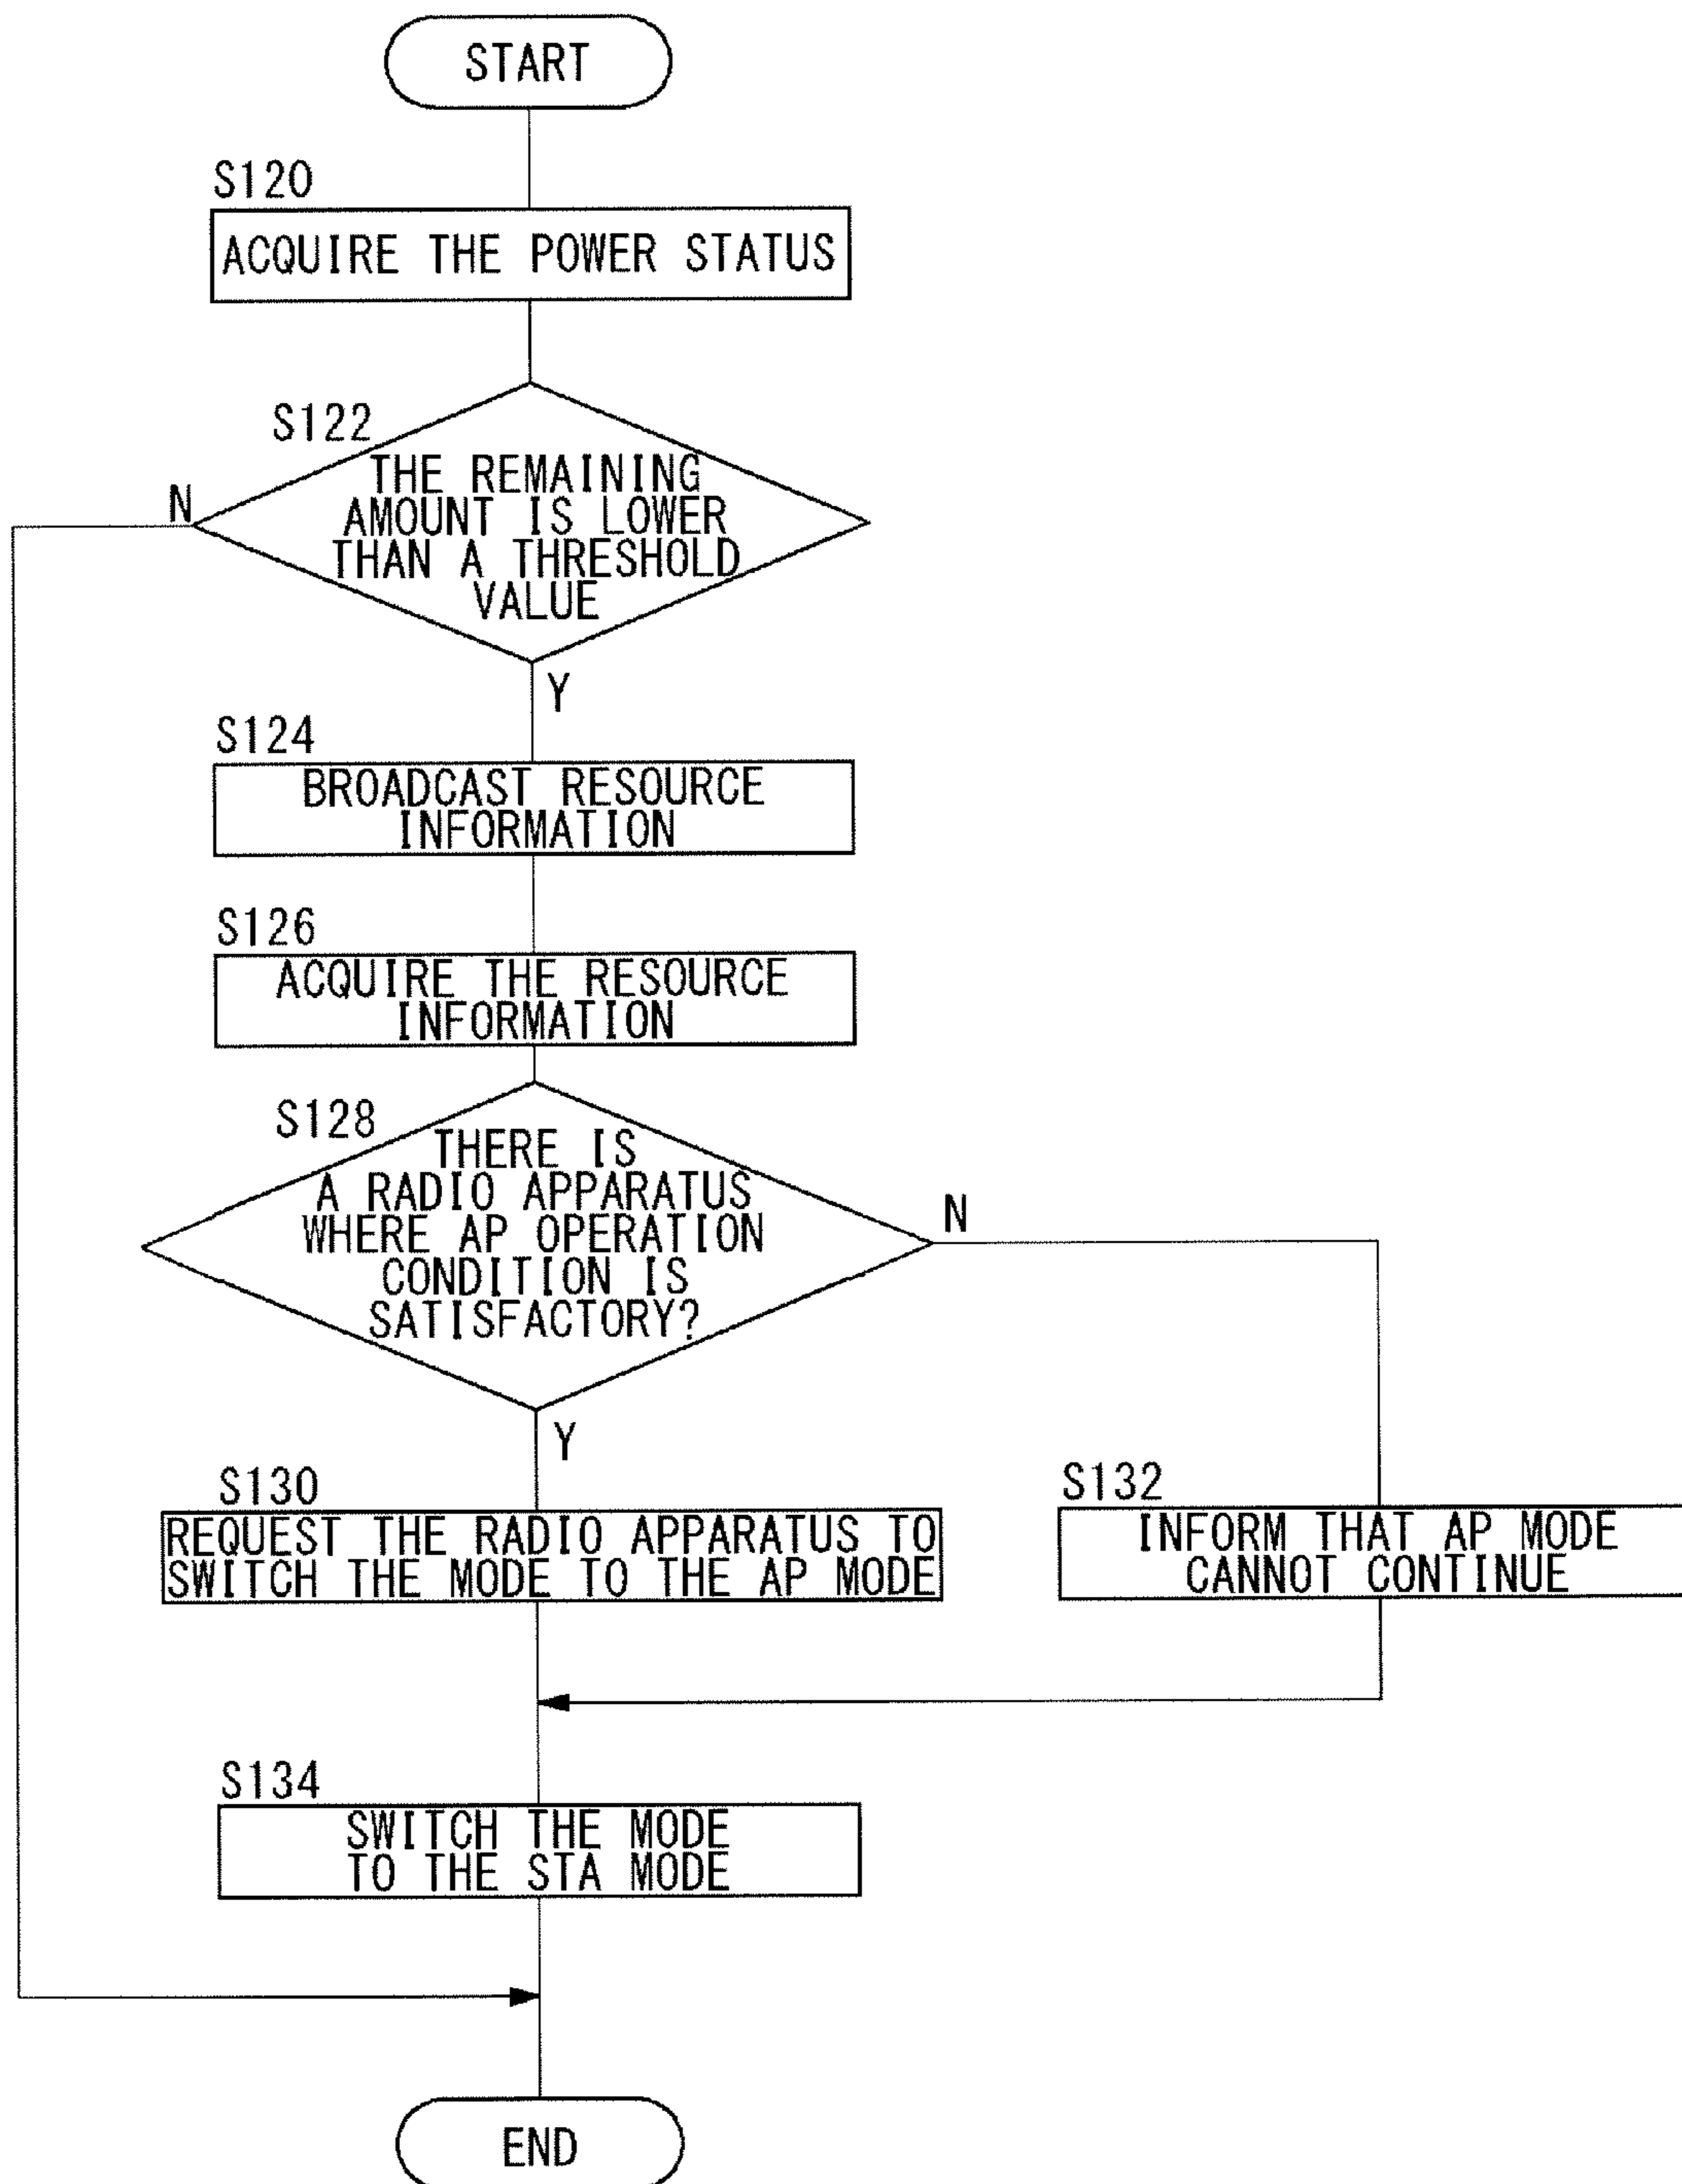 START
S120
ACQUIRE THE POWER STATUS
S122
THE REMAINING
AMOUNT IS LOWER
THAN A THRESHOLD
VALUE
N
Y
S124
BROADCAST RESOURCE
INFORMATION
S126
ACQUIRE THE RESOURCE
INFORMATION
S128
THERE IS
A RADIO APPARATUS
WHERE AP OPERATION
CONDITION IS
SATISFACTORY?
N
Y
S130
REQUEST THE RADIO APPARATUS TO
SWITCH THE MODE TO THE AP MODE
S132
INFORM THAT AP MODE
CANNOT CONTINUE
S134
SWITCH THE MODE
TO THE STA MODE
END